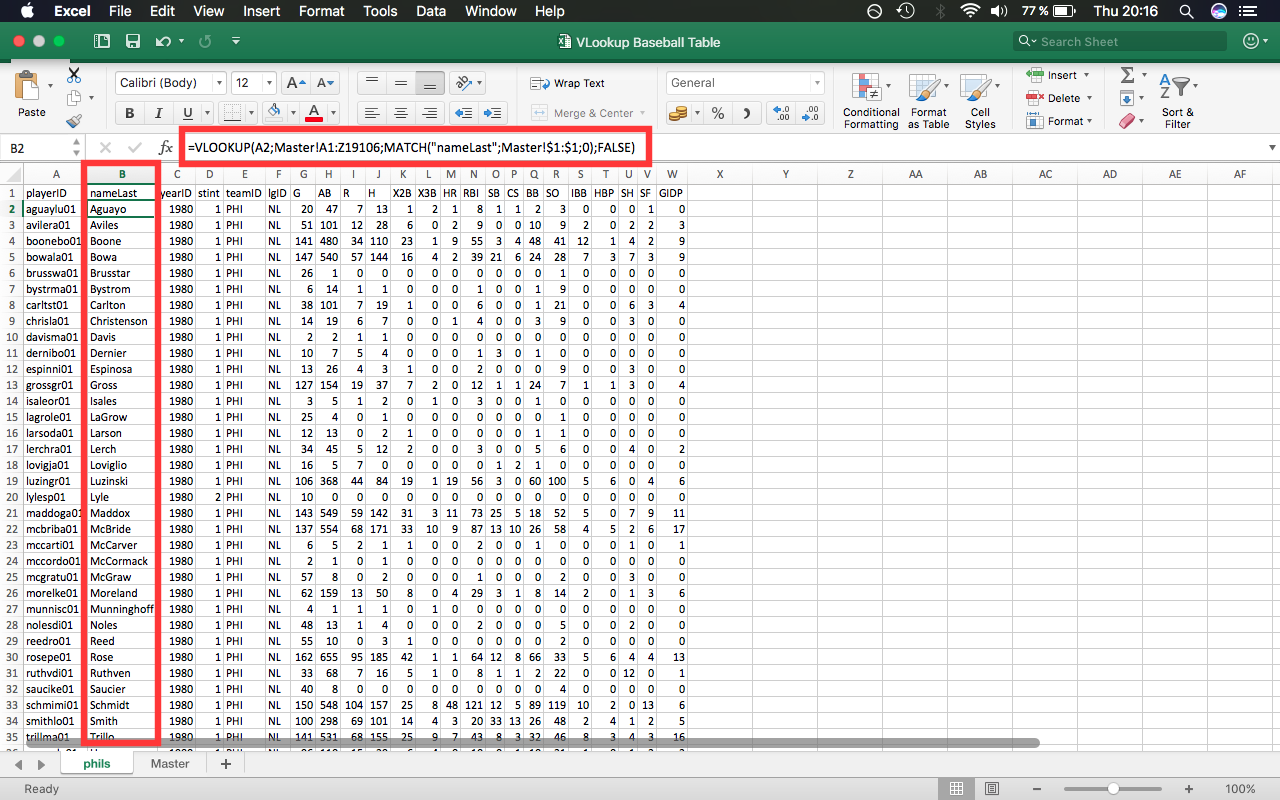 Excel File Edit View Insert Format Tools Data Window Help 77 % Thu 20:16
VLookup Baseball Table Search Sheet
Paste Calibri (Body) 12 A A Wrap Text General Insert
B I U A Merge & Center % Conditional Formatting Format as Table Cell Styles Delete Format Sort & Filter
B2 fx =VLOOKUP(A2;Master!A1:Z19106;MATCH("nameLast";Master!$1:$1;0);FALSE)
A B C D E F G H I J K L M N O P Q R S T U V W X Y Z AA AB AC AD AE AF
1 playerID nameLast yearID stint teamID lgID G AB R H X2B X3B HR RBI SB CS BB SO IBB HBP SH SF GIDP
2 aguaylu01 Aguayo 1980 1 PHI NL 20 47 7 13 1 2 1 8 1 1 2 3 0 0 0 1 0
3 avilera01 Aviles 1980 1 PHI NL 51 101 12 28 6 0 2 9 0 0 10 9 2 0 2 2 3
4 boonebo01 Boone 1980 1 PHI NL 141 480 34 110 23 1 9 55 3 4 48 41 12 1 4 2 9
5 bowala01 Bowa 1980 1 PHI NL 147 540 57 144 16 4 2 39 21 6 24 28 7 3 7 3 9
6 brusswa01 Brusstar 1980 1 PHI NL 26 1 0 0 0 0 0 0 0 0 0 1 0 0 0 0 0
7 bystrma01 Bystrom 1980 1 PHI NL 6 14 1 1 0 0 0 1 0 0 1 9 0 0 0 0 0
8 carltst01 Carlton 1980 1 PHI NL 38 101 7 19 1 0 0 6 0 0 1 21 0 0 6 3 4
9 chrisla01 Christenson 1980 1 PHI NL 14 19 6 7 0 0 1 4 0 0 3 9 0 0 3 0 0
10 davisma01 Davis 1980 1 PHI NL 2 2 1 1 0 0 0 0 0 0 0 0 0 0 0 0 0
11 dernibo01 Dernier 1980 1 PHI NL 10 7 5 4 0 0 0 1 3 0 1 0 0 0 0 0 0
12 espinni01 Espinosa 1980 1 PHI NL 13 26 4 3 1 0 0 2 0 0 0 9 0 0 3 0 0
13 grossgr01 Gross 1980 1 PHI NL 127 154 19 37 7 2 0 12 1 1 24 7 1 1 3 0 4
14 isaleor01 Isales 1980 1 PHI NL 3 5 1 2 0 1 0 3 0 0 1 0 0 0 0 0 0
15 lagrole01 LaGrow 1980 1 PHI NL 25 4 0 1 0 0 0 0 0 0 0 1 0 0 0 0 0
16 larsoda01 Larson 1980 1 PHI NL 12 13 0 2 1 0 0 0 0 0 1 1 0 0 0 0 0
17 lerchra01 Lerch 1980 1 PHI NL 34 45 5 12 2 0 0 3 0 0 5 6 0 0 4 0 2
18 lovigja01 Loviglio 1980 1 PHI NL 16 5 7 0 0 0 0 0 1 2 1 0 0 0 0 0 0
19 luzingr01 Luzinski 1980 1 PHI NL 106 368 44 84 19 1 19 56 3 0 60 100 5 6 0 4 6
20 lylesp01 Lyle 1980 2 PHI NL 10 0 0 0 0 0 0 0 0 0 0 0 0 0 0 0 0
21 maddoga01 Maddox 1980 1 PHI NL 143 549 59 142 31 3 11 73 25 5 18 52 5 0 7 9 11
22 mcbriba01 McBride 1980 1 PHI NL 137 554 68 171 33 10 9 87 13 10 26 58 4 5 2 6 17
23 mccarti01 McCarver 1980 1 PHI NL 6 5 2 1 1 0 0 2 0 0 1 0 0 0 1 0 1
24 mccordo01 McCormack 1980 1 PHI NL 2 1 0 1 0 0 0 0 0 0 0 0 0 0 0 0 0
25 mcgratu01 McGraw 1980 1 PHI NL 57 8 0 2 0 0 0 1 0 0 0 2 0 0 3 0 0
26 morelke01 Moreland 1980 1 PHI NL 62 159 13 50 8 0 4 29 3 1 8 14 2 0 1 3 6
27 munnisc01 Munninghoff 1980 1 PHI NL 4 1 1 1 0 1 0 0 0 0 0 0 0 0 0 0 0
28 nolesdi01 Noles 1980 1 PHI NL 48 13 1 4 0 0 0 2 0 0 0 5 0 0 2 0 0
29 reedro01 Reed 1980 1 PHI NL 55 10 0 3 1 0 0 0 0 0 0 2 0 0 0 0 0
30 rosepe01 Rose 1980 1 PHI NL 162 655 95 185 42 1 1 64 12 8 66 33 5 6 4 4 13
31 ruthvdi01 Ruthven 1980 1 PHI NL 33 68 7 16 5 1 0 8 1 1 2 22 0 0 12 0 1
32 saucike01 Saucier 1980 1 PHI NL 40 8 0 0 0 0 0 0 0 0 0 4 0 0 0 0 0
33 schmimi01 Schmidt 1980 1 PHI NL 150 548 104 157 25 8 48 121 12 5 89 119 10 2 0 13 6
34 smithlo01 Smith 1980 1 PHI NL 100 298 69 101 14 4 3 20 33 13 26 48 2 4 1 2 5
35 trillma01 Trillo 1980 1 PHI NL 141 531 68 155 25 9 7 43 8 3 32 46 8 3 4 3 16
phils Master +
Ready 100%